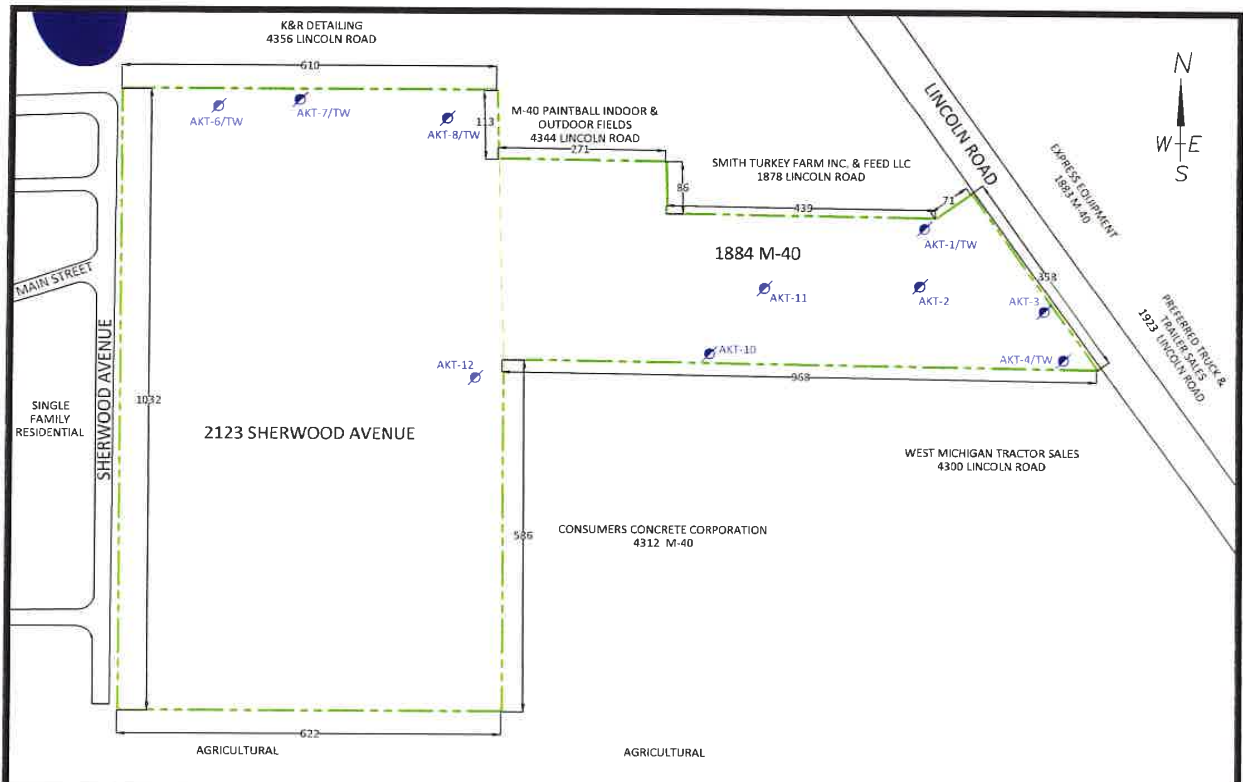 K&R DETAILING
4356 LINCOLN ROAD
610
N
W E
S
LINCOLN ROAD
AKT-6/TW
AKT-7/TW
AKT-8/TW
113
M-40 PAINTBALL INDOOR &
OUTDOOR FIELDS
4344 LINCOLN ROAD
271
SMITH TURKEY FARM INC. & FEED LLC
1878 LINCOLN ROAD
86
439
71
EXPRESS EQUIPMENT
1883 M-40
AKT-1/TW
1884 M-40
MAIN STREET
AKT-11
AKT-2
AKT-3
358
PREFERRED TRUCK &
TRAILER SALES
1923 LINCOLN ROAD
AKT-10
AKT-4/TW
AKT-12
968
SHERWOOD AVENUE
1032
SINGLE
FAMILY
RESIDENTIAL
2123 SHERWOOD AVENUE
WEST MICHIGAN TRACTOR SALES
4300 LINCOLN ROAD
586
CONSUMERS CONCRETE CORPORATION
4312 M-40
622
AGRICULTURAL
AGRICULTURAL